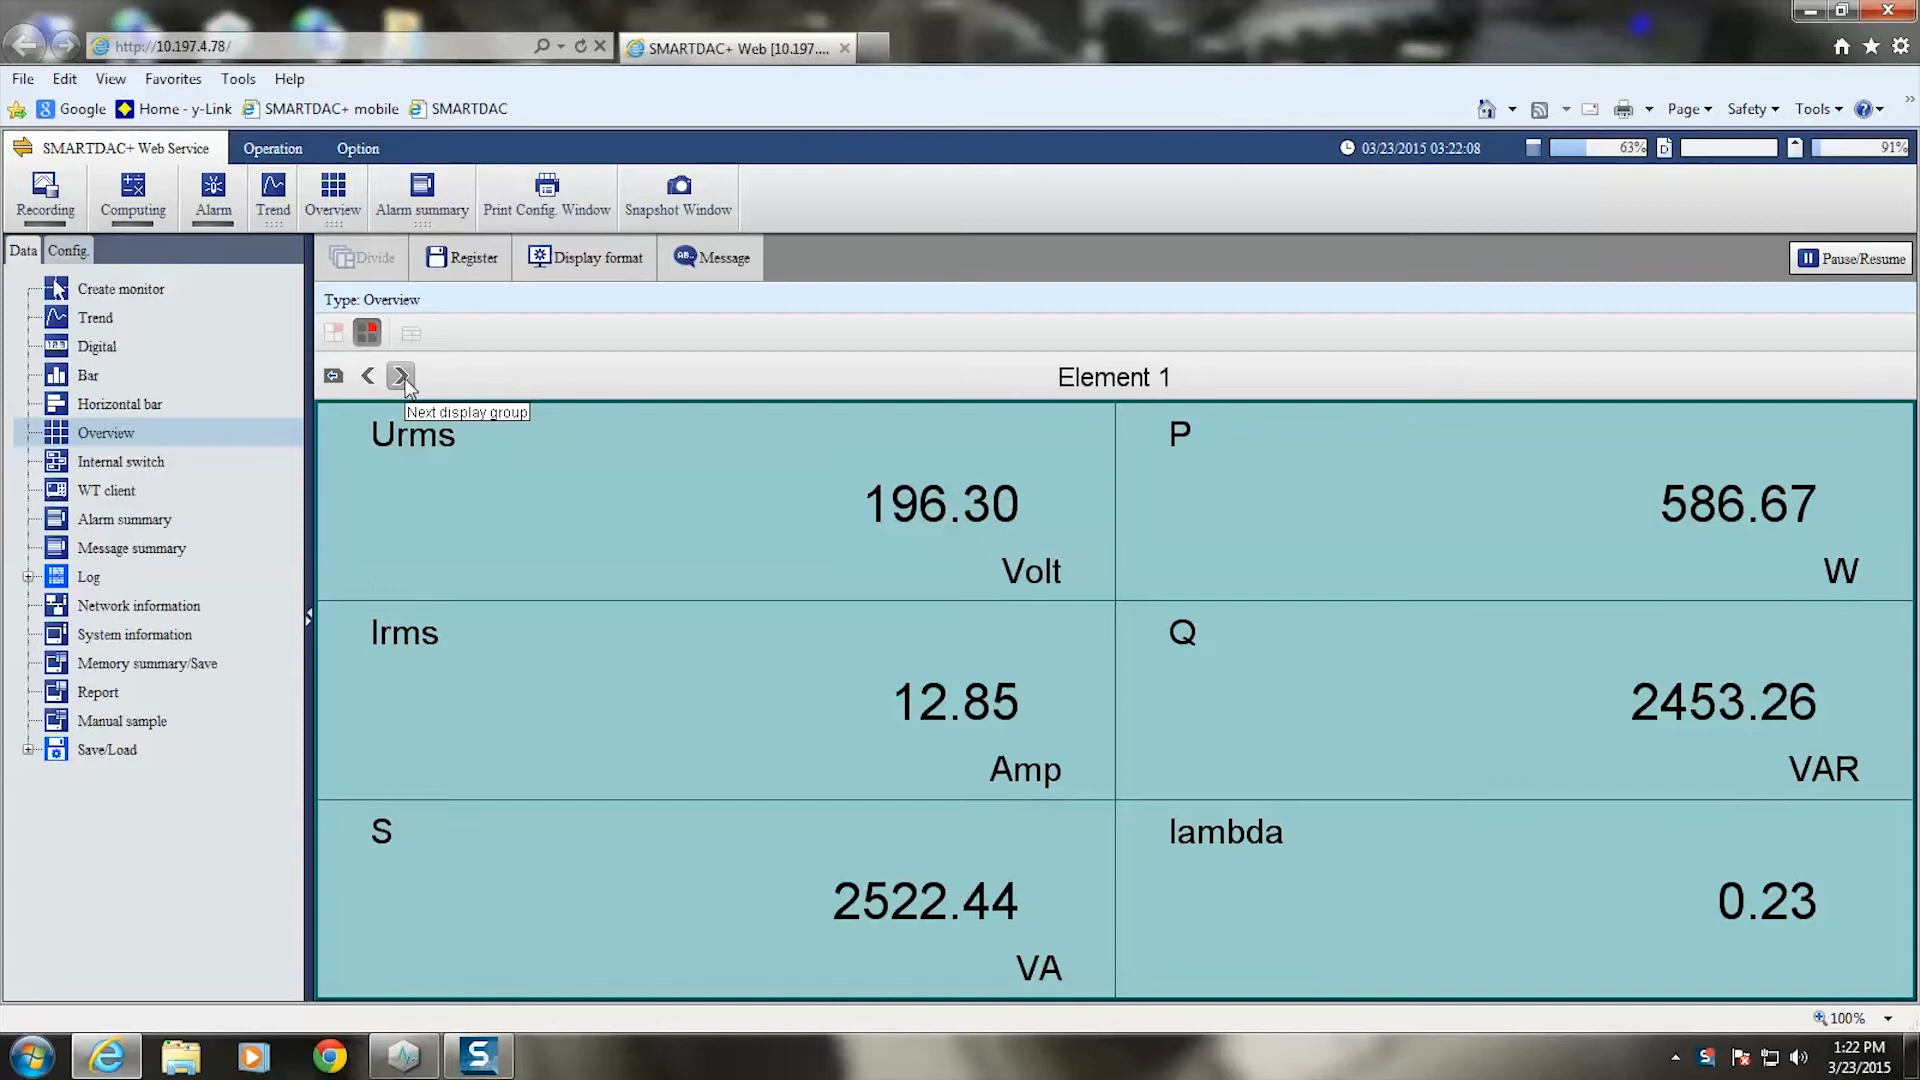 http://10.197.4.78/
SMARTDAC+ Web [10.197....
File Edit View Favorites Tools Help
Google Home - y-Link SMARTDAC+ mobile SMARTDAC
Page Safety Tools
SMARTDAC+ Web Service Operation Option
03/23/2015 03:22:08 63% D 91%
Recording Computing Alarm Trend Overview Alarm summary Print Config. Window Snapshot Window
Data Config.
Divide Register Display format Message Pause/Resume
Type: Overview
Create monitor
Trend
Digital
Bar
Horizontal bar
Overview
Internal switch
WT client
Alarm summary
Message summary
Log
Network information
System information
Memory summary/Save
Report
Manual sample
Save/Load
Element 1
Next display group
Urms
196.30
Volt
P
586.67
W
Irms
12.85
Amp
Q
2453.26
VAR
S
2522.44
VA
lambda
0.23
100%
1:22 PM
3/23/2015